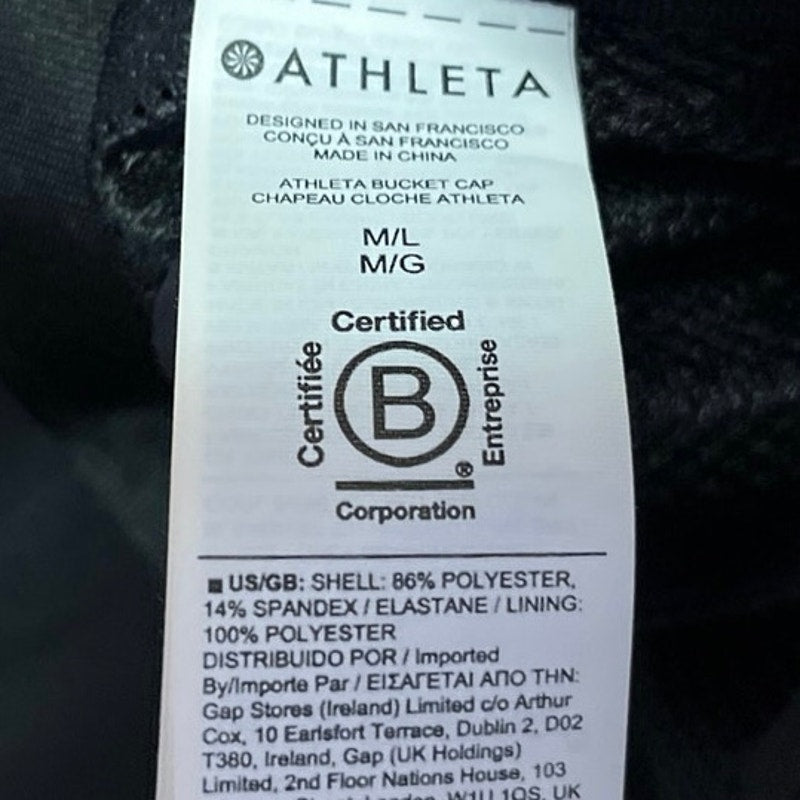 ATHLETA
DESIGNED IN SAN FRANCISCO
CONÇU À SAN FRANCISCO
MADE IN CHINA
ATHLETA BUCKET CAP
CHAPEAU CLOCHE ATHLETA
M/L
M/G
Certified
Certifiée
B
Entreprise
®
Corporation
■ US/GB: SHELL: 86% POLYESTER,
14% SPANDEX / ELASTANE / LINING:
100% POLYESTER
DISTRIBUIDO POR / Imported
By/Importe Par / ΕΙΣΑΓΕΤΑΙ ΑΠΟ ΤΗΝ:
Gap Stores (Ireland) Limited c/o Arthur
Cox, 10 Earlsfort Terrace, Dublin 2, D02
T380, Ireland, Gap (UK Holdings)
Limited, 2nd Floor Nations House, 103
W1U 1QS, UK